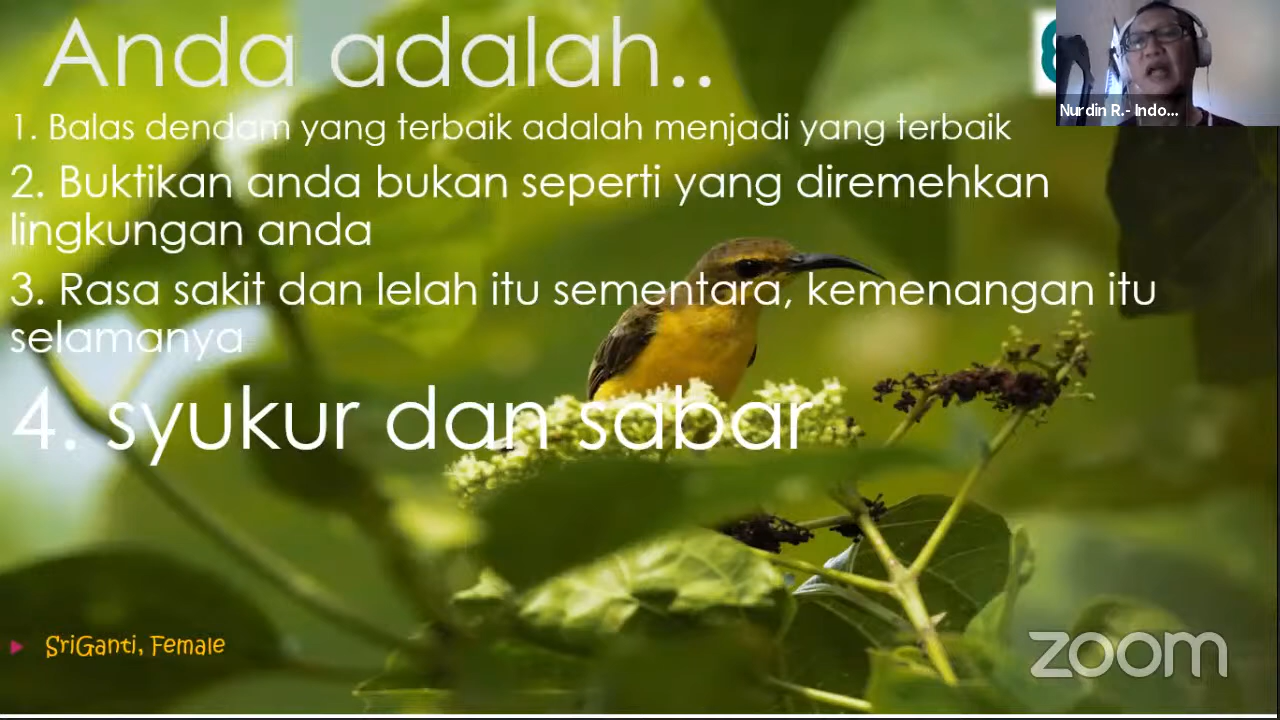 Anda adalah..
1. Balas dendam yang terbaik adalah menjadi yang terbaik
2. Buktikan anda bukan seperti yang diremehkan
lingkungan anda
3. Rasa sakit dan lelah itu sementara, kemenangan itu
selamanya
4. syukur dan sabar
SriGanti, Female
Nurdin R.- Indo...
zoom